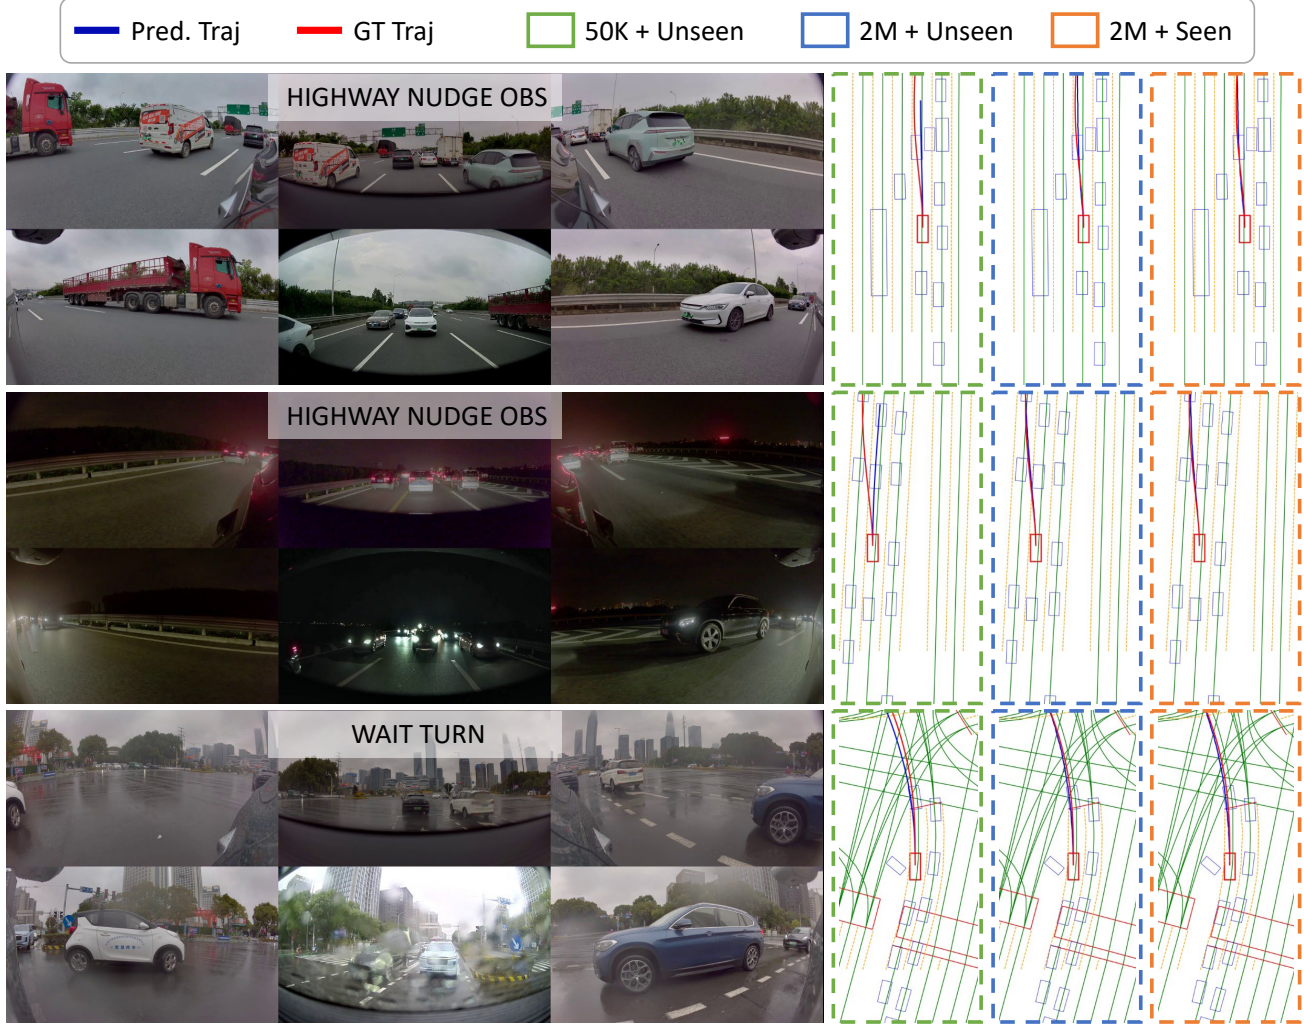 Pred. Traj
GT Traj
50K + Unseen
2M + Unseen
2M + Seen
HIGHWAY NUDGE OBS
HIGHWAY NUDGE OBS
WAIT TURN